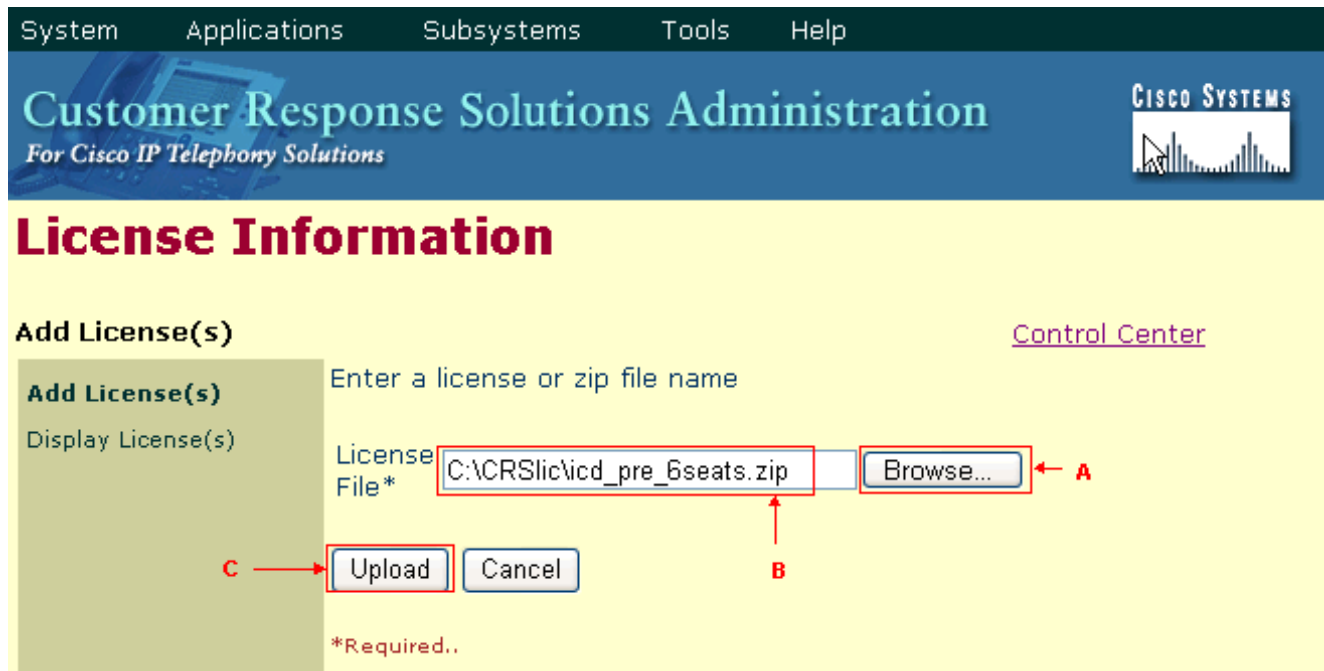 System Applications Subsystems Tools Help
Customer Response Solutions Administration
For Cisco IP Telephony Solutions
CISCO SYSTEMS
License Information
Add License(s)
Control Center
Add License(s)
Display License(s)
Enter a license or zip file name
License File*
C:\CRSlic\icd_pre_6seats.zip
Browse...
A
B
C
Upload
Cancel
*Required..